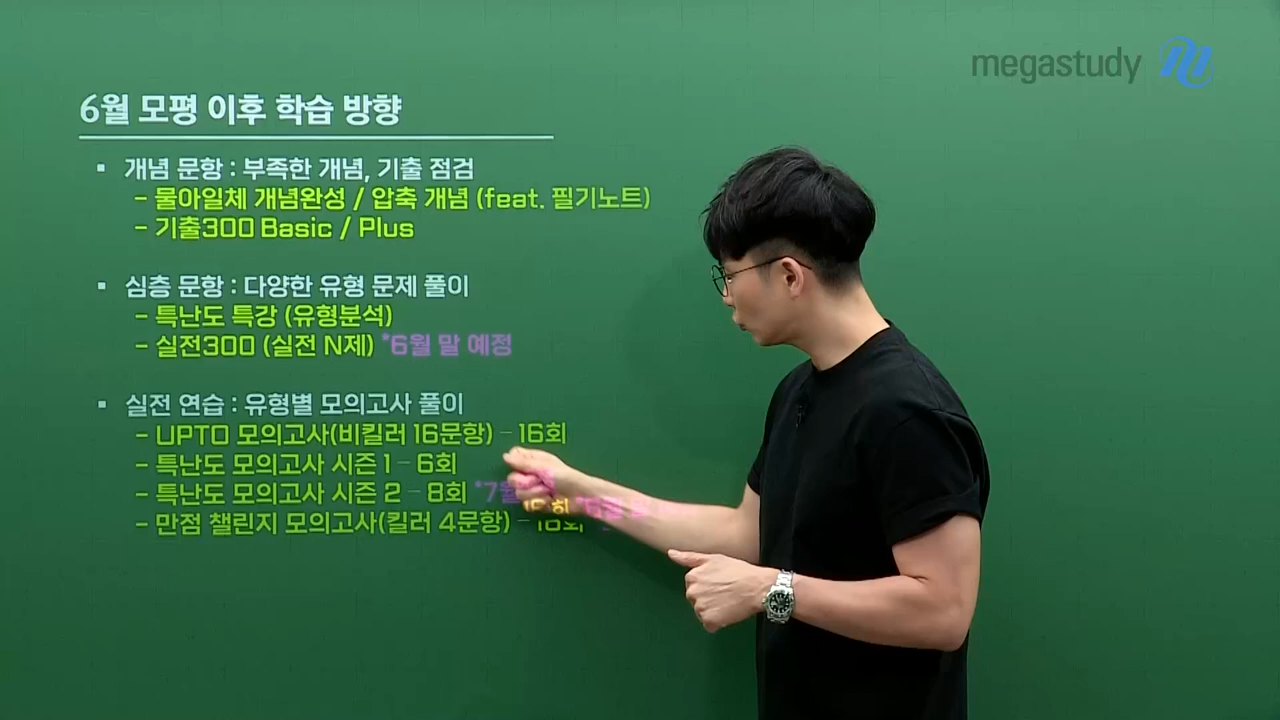 megastudy
6월 모평 이후 학습 방향
▪ 개념 문항 : 부족한 개념, 기출 점검
– 물아일체 개념완성 / 압축 개념 (feat. 필기노트)
– 기출300 Basic / Plus
▪ 심층 문항 : 다양한 유형 문제 풀이
– 특난도 특강 (유형분석)
– 실전300 (실전 N제) *6월 말 예정
▪ 실전 연습 : 유형별 모의고사 풀이
– UPTO 모의고사(비킬러 16문항) – 16회
– 특난도 모의고사 시즌 1 – 6회
– 특난도 모의고사 시즌 2 – 8회 *7월
– 만점 챌린지 모의고사(킬러 4문항) – 16회